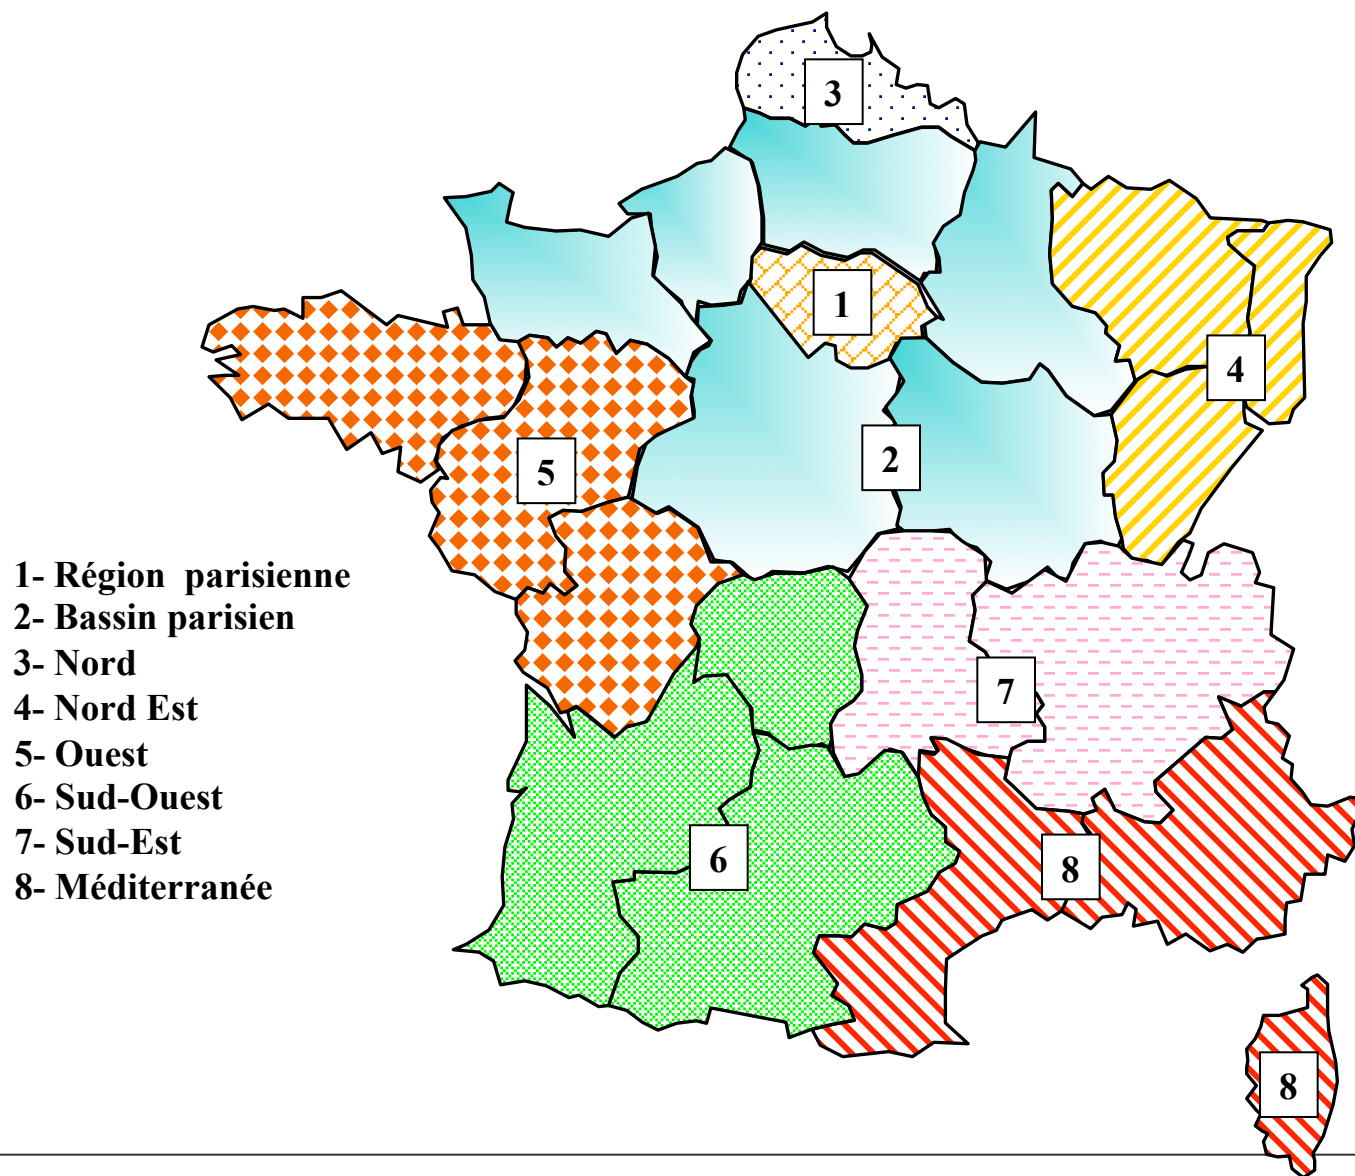 3
1
4
2
5
1- Région parisienne
2- Bassin parisien
3- Nord
4- Nord Est
5- Ouest
6- Sud-Ouest
7- Sud-Est
8- Méditerranée
7
6
8
8